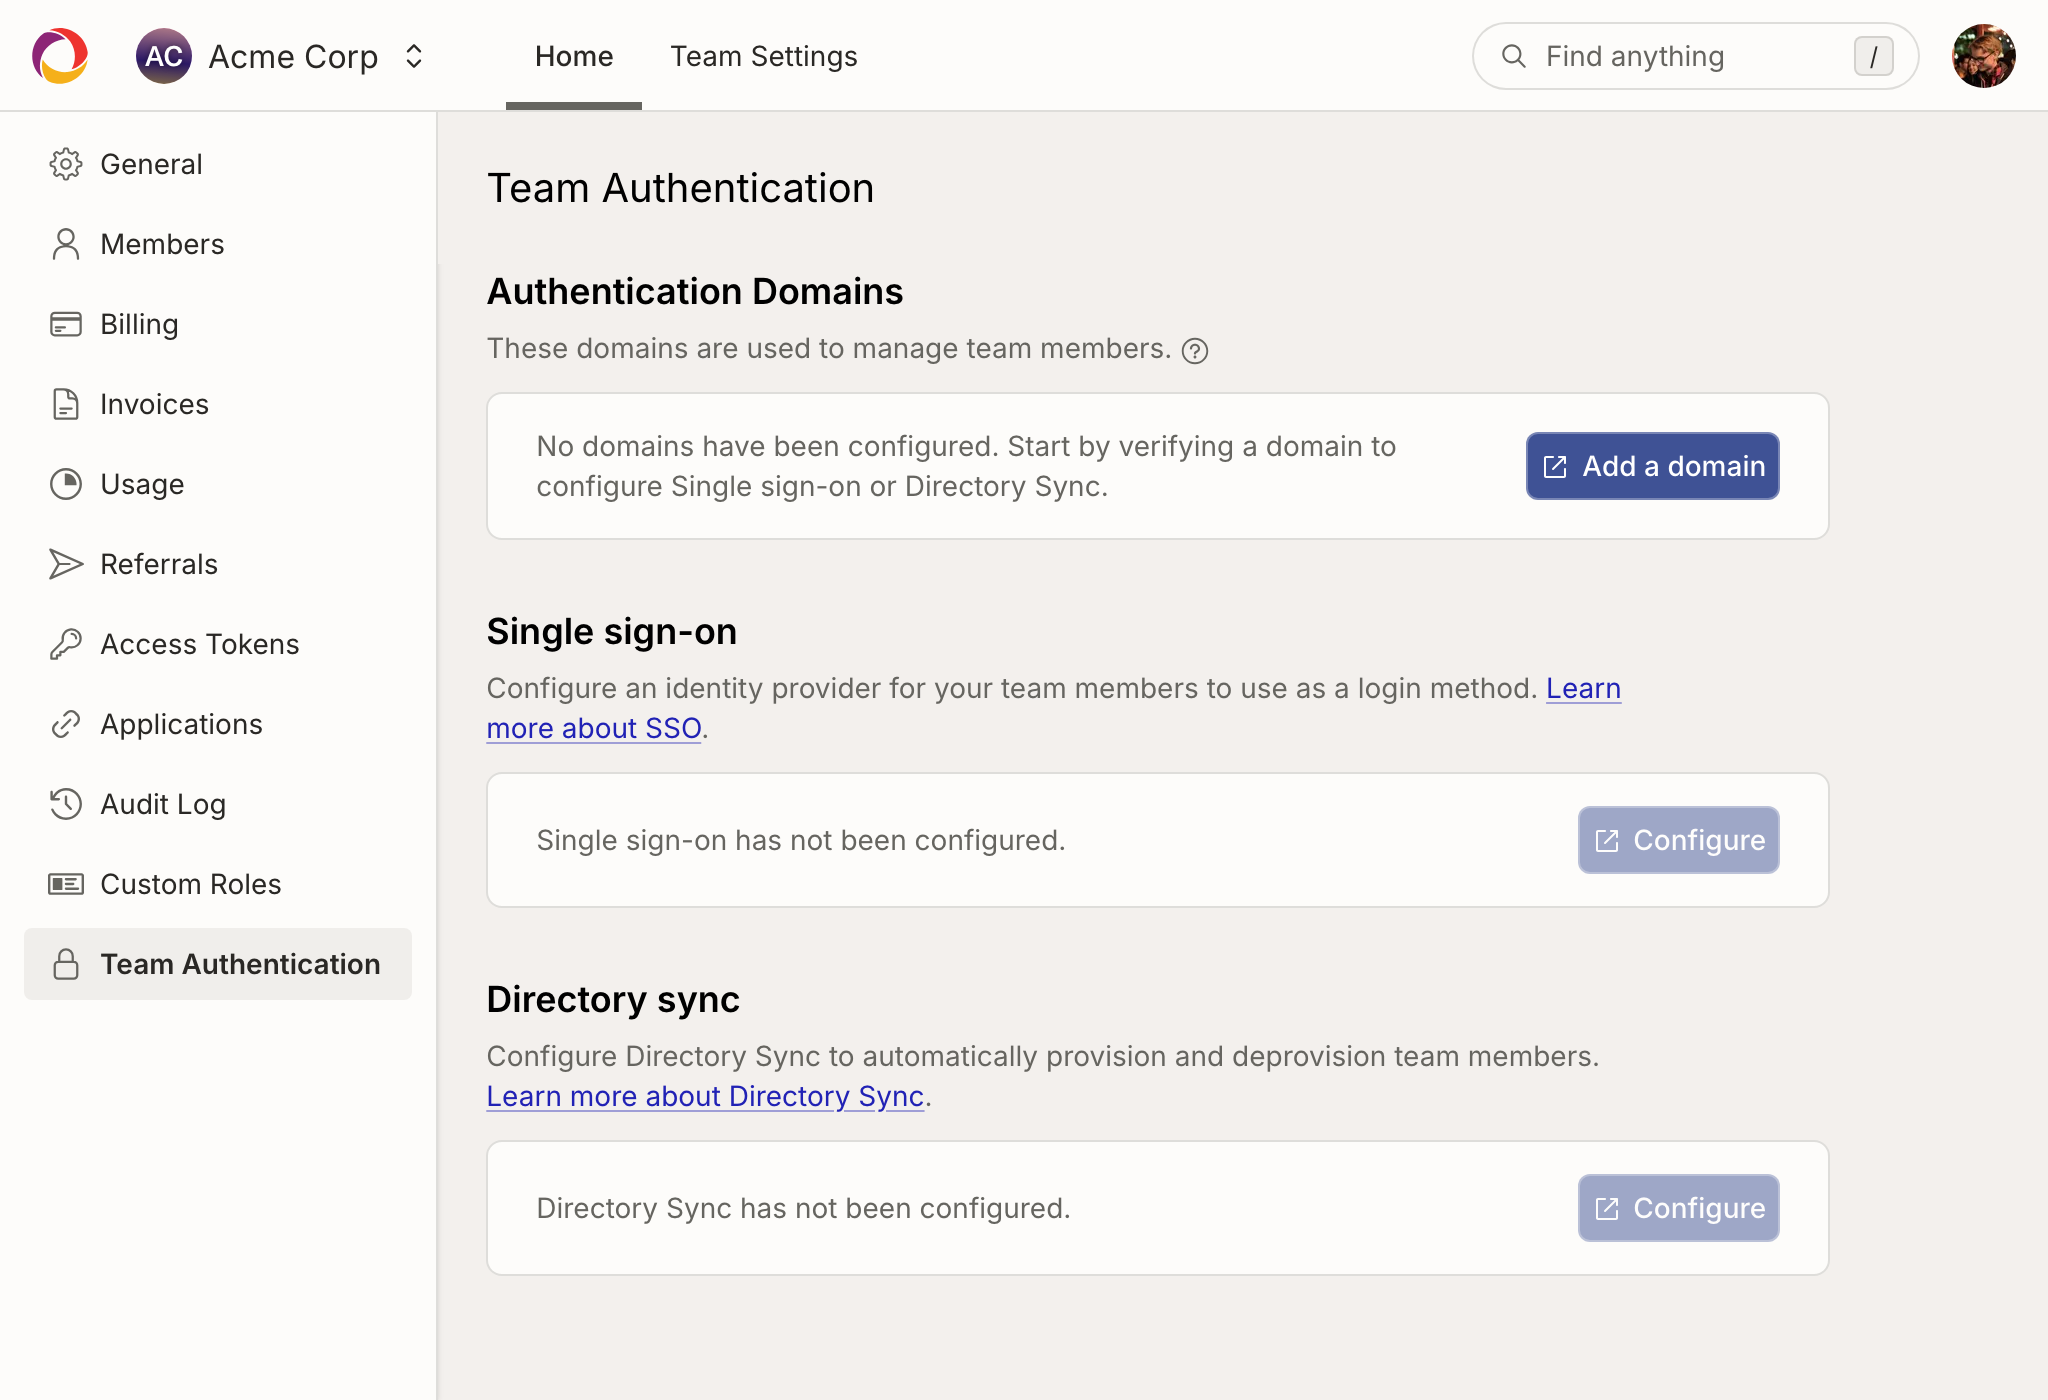 AC Acme Corp Home Team Settings Find anything /
General
Members
Billing
Invoices
Usage
Referrals
Access Tokens
Applications
Audit Log
Custom Roles
Team Authentication
Team Authentication
Authentication Domains
These domains are used to manage team members. ?
No domains have been configured. Start by verifying a domain to
configure Single sign-on or Directory Sync.
Add a domain
Single sign-on
Configure an identity provider for your team members to use as a login method. Learn
more about SSO.
Single sign-on has not been configured.
Configure
Directory sync
Configure Directory Sync to automatically provision and deprovision team members.
Learn more about Directory Sync.
Directory Sync has not been configured.
Configure